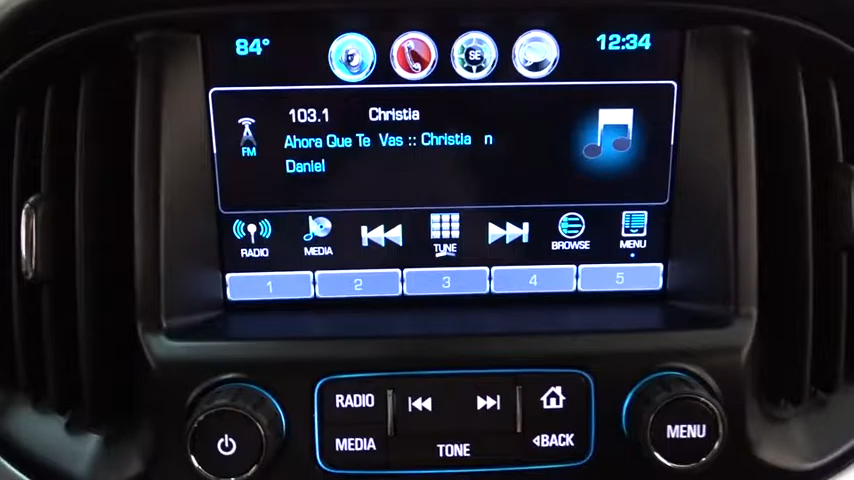 84° SE 12:34
103.1 Christia
FM Ahora Que Te Vas :: Christia n
Daniel
RADIO MEDIA TUNE BROWSE MENU
1 2 3 4 5
RADIO
MEDIA TONE ◁BACK MENU